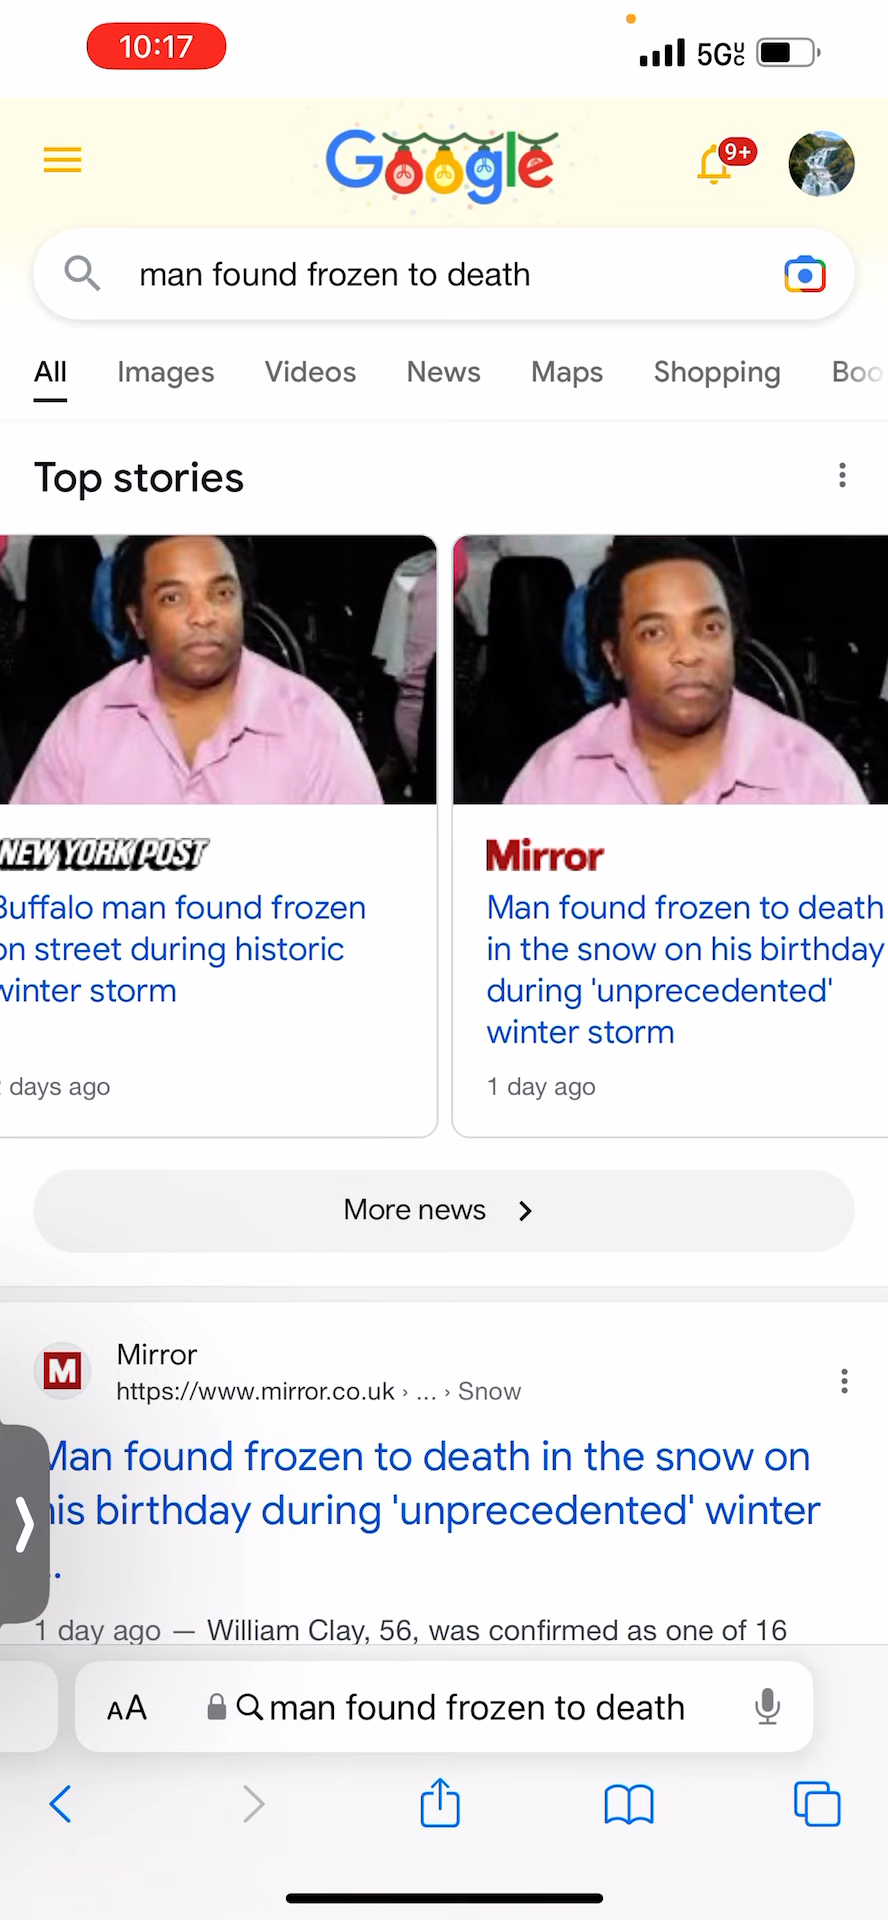 10:17
5G UC
Google
9+
man found frozen to death
All Images Videos News Maps Shopping Boo
Top stories
NEW YORK POST
Buffalo man found frozen
on street during historic
winter storm
days ago
Mirror
Man found frozen to death
in the snow on his birthday
during 'unprecedented'
winter storm
1 day ago
More news
M
Mirror
https://www.mirror.co.uk › ... › Snow
Man found frozen to death in the snow on
his birthday during 'unprecedented' winter
..
1 day ago — William Clay, 56, was confirmed as one of 16
AA man found frozen to death